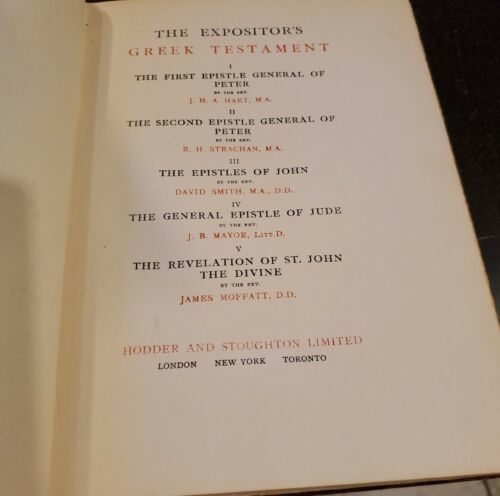 THE EXPOSITOR'S
GREEK TESTAMENT
I
THE FIRST EPISTLE GENERAL OF
PETER
BY THE REV.
J. H. A. HART, M.A.
II
THE SECOND EPISTLE GENERAL OF
PETER
BY THE REV.
R. H. STRACHAN, M.A.
III
THE EPISTLES OF JOHN
BY THE REV.
DAVID SMITH, M.A., D.D.
IV
THE GENERAL EPISTLE OF JUDE
BY THE REV.
J. B. MAYOR, Litt.D.
V
THE REVELATION OF ST. JOHN
THE DIVINE
BY THE REV.
JAMES MOFFATT, D.D.
HODDER AND STOUGHTON LIMITED
LONDON NEW YORK TORONTO